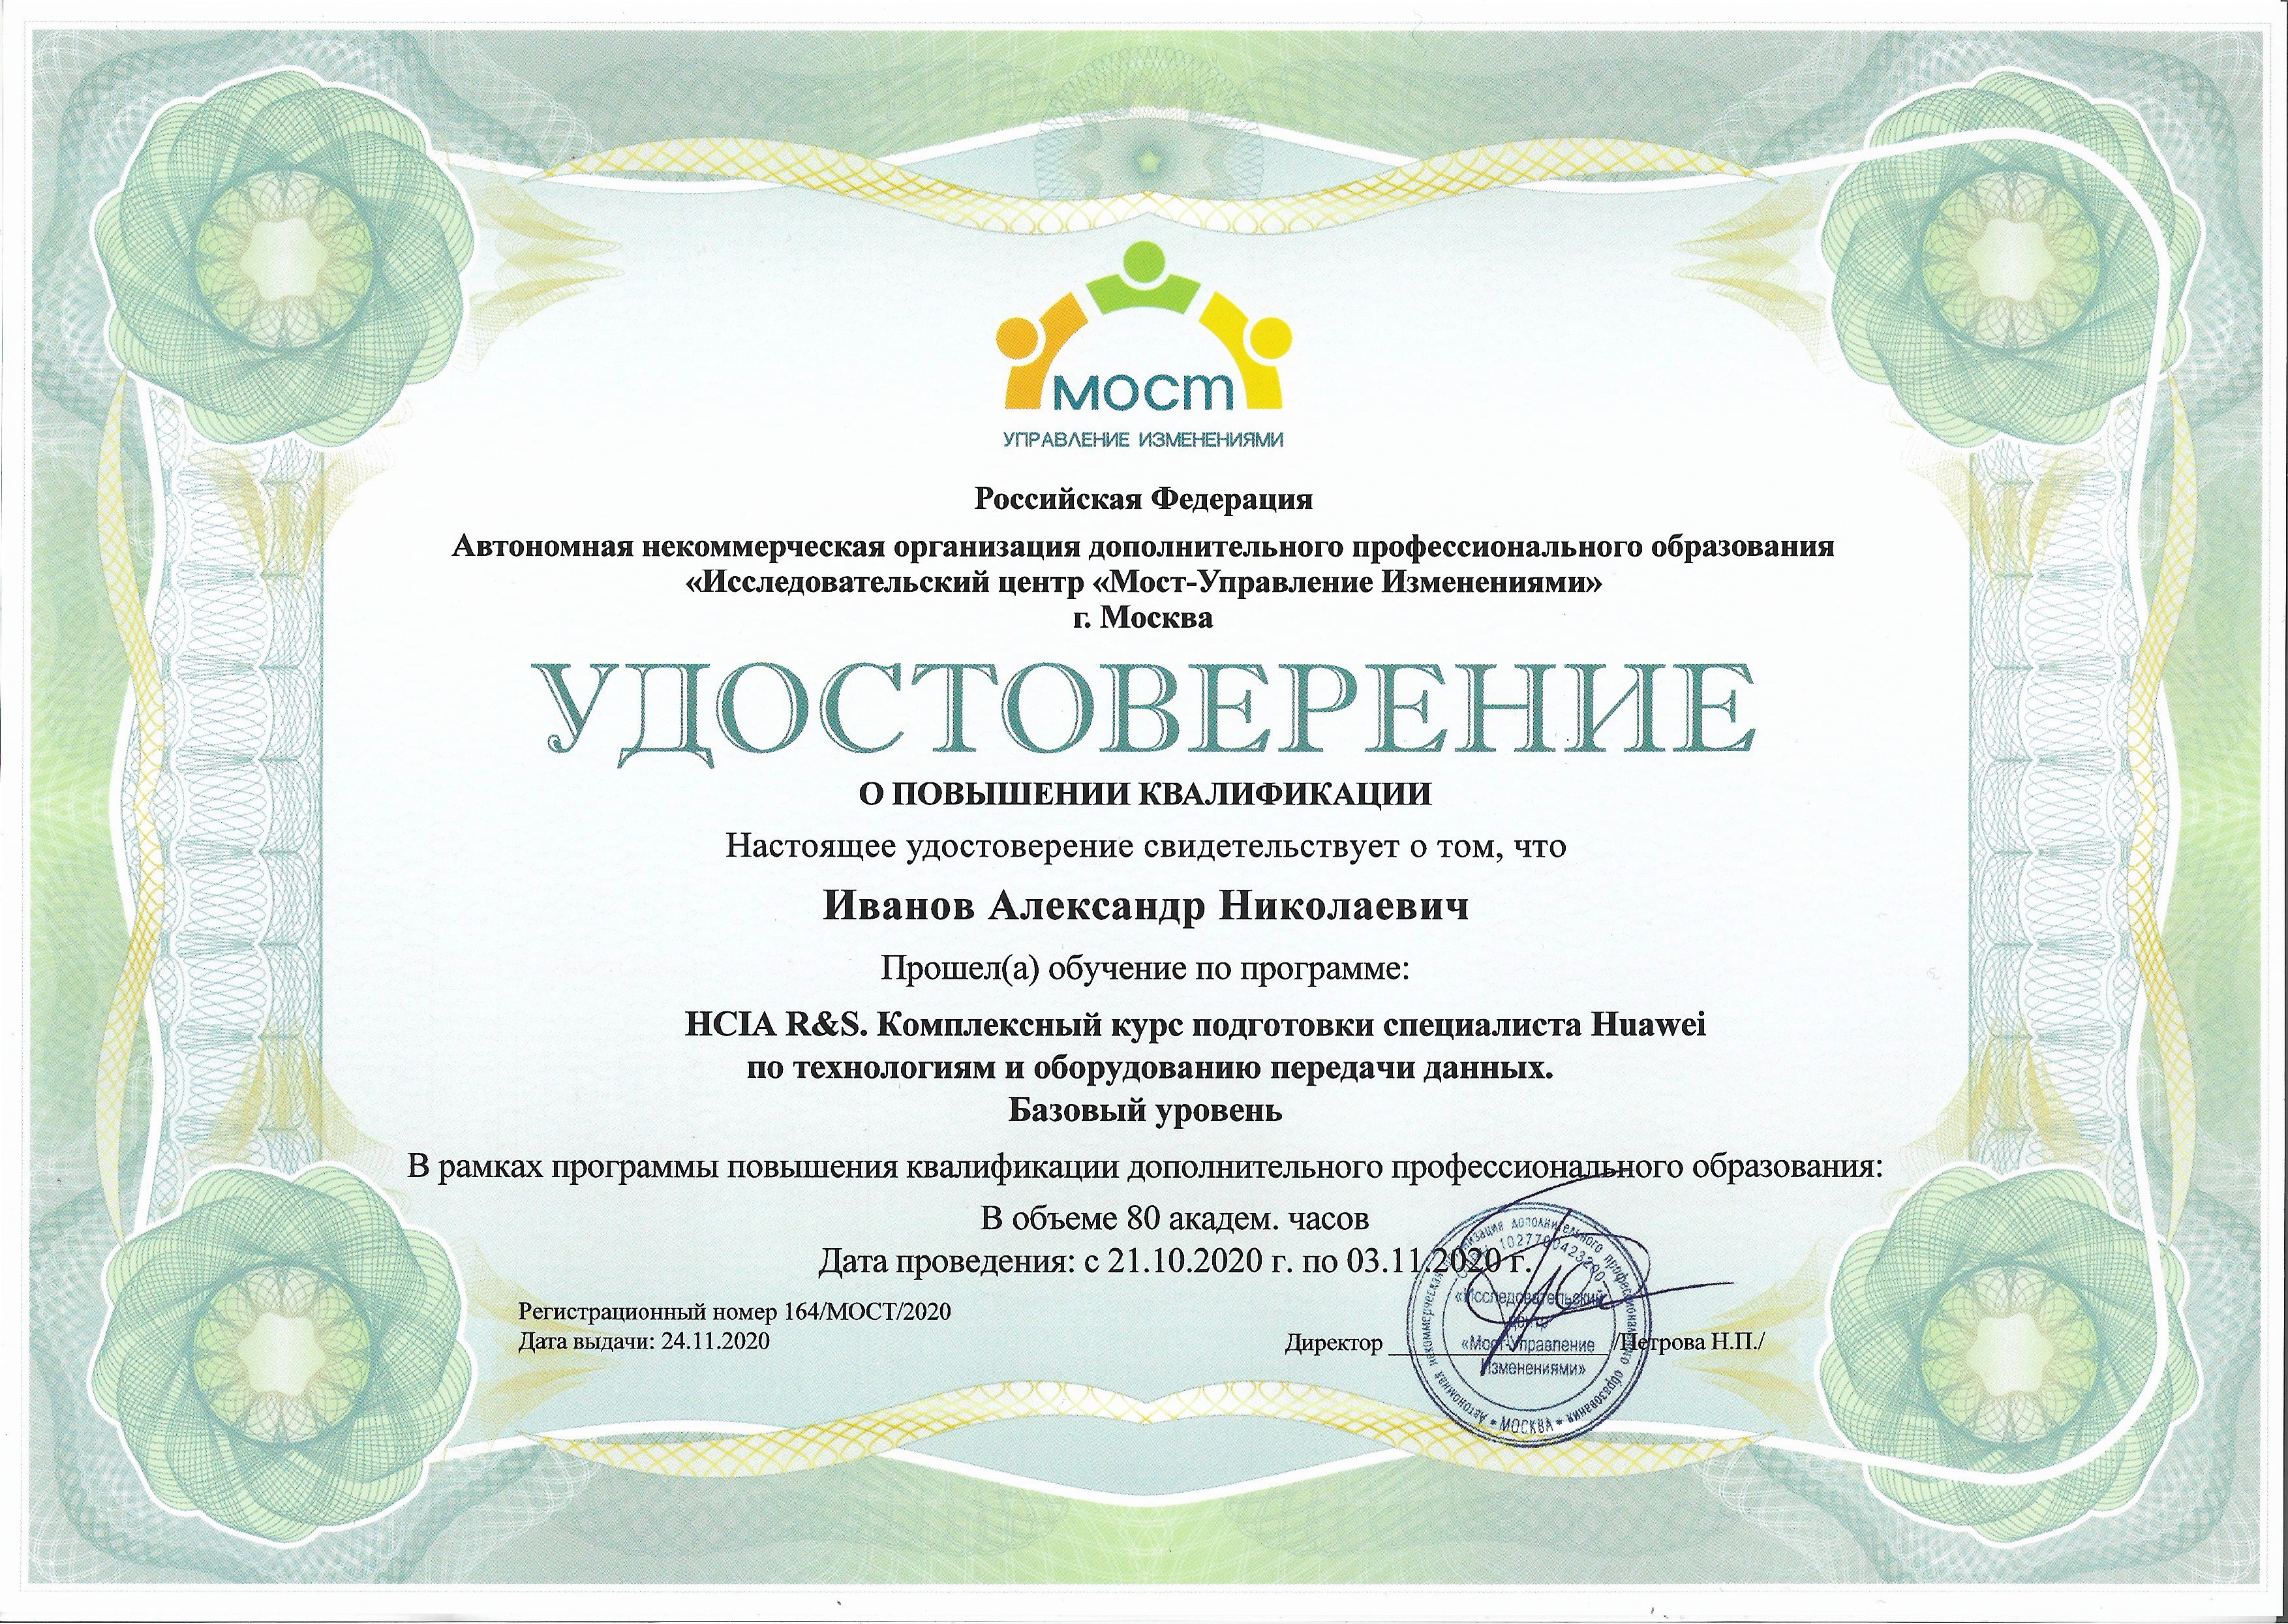 мост
УПРАВЛЕНИЕ ИЗМЕНЕНИЯМИ
Российская Федерация
Автономная некоммерческая организация дополнительного профессионального образования
«Исследовательский центр «Мост-Управление Изменениями»
г. Москва
УДОСТОВЕРЕНИЕ
О ПОВЫШЕНИИ КВАЛИФИКАЦИИ
Настоящее удостоверение свидетельствует о том, что
Иванов Александр Николаевич
Прошел(а) обучение по программе:
HCIA R&S. Комплексный курс подготовки специалиста Huawei
по технологиям и оборудованию передачи данных.
Базовый уровень
В рамках программы повышения квалификации дополнительного профессионального образования:
В объеме 80 академ. часов
Дата проведения: с 21.10.2020 г. по 03.11.2020 г.
Регистрационный номер 164/МОСТ/2020
Дата выдачи: 24.11.2020
Директор /Петрова Н.П./
Автономная некоммерческая организация дополнительного профессионального образования
* МОСКВА *
«Исследовательский
центр
«Мост-Управление
Изменениями»